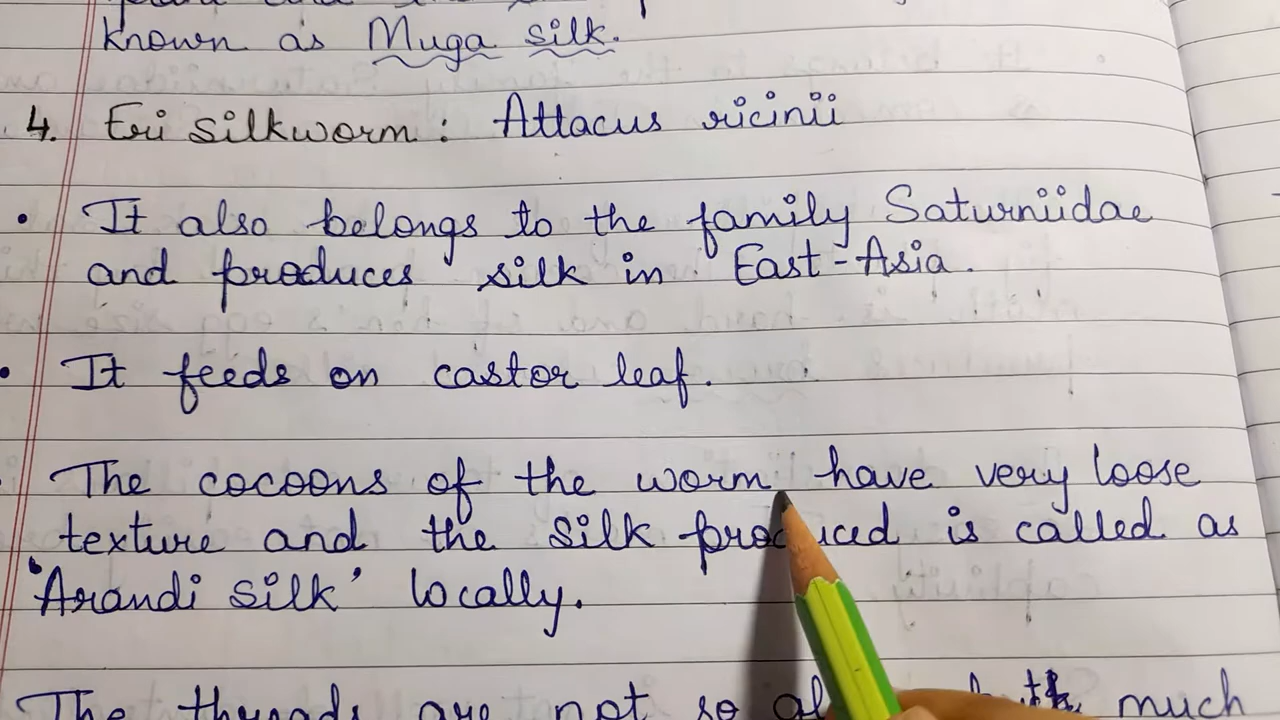 known as Muga silk.
4. Eri silkworm: Attacus ricinii
• It also belongs to the family Saturniidae
and produces silk in East-Asia.
• It feeds on castor leaf.
The cocoons of the worm have very loose
texture and the silk produced is called as
'Arandi silk' locally.
The threads are not so much